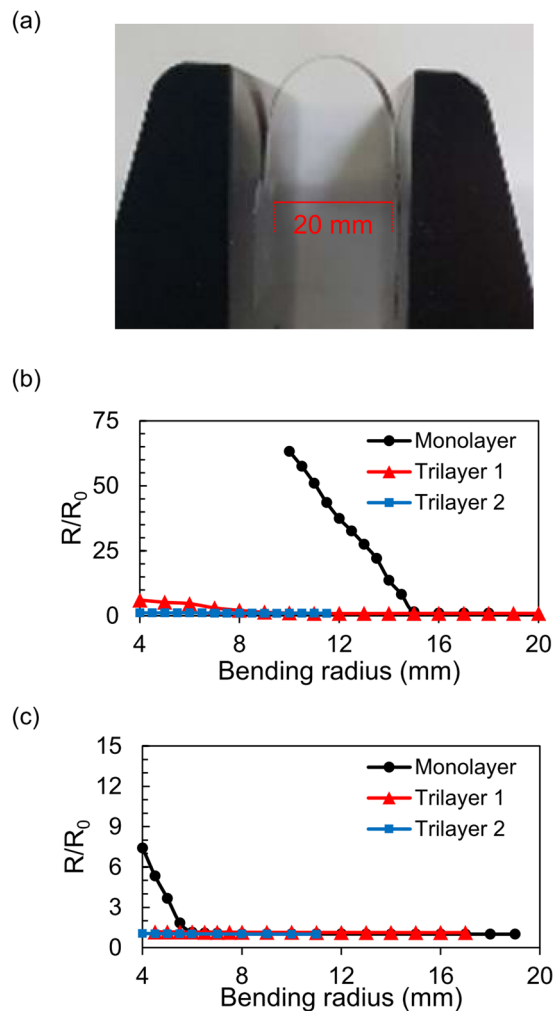 (a)
20 mm
(b)
75
50
25
0
R/R₀
Monolayer
Trilayer 1
Trilayer 2
4 8 12 16 20
Bending radius (mm)
(c)
15
12
9
6
3
0
R/R₀
Monolayer
Trilayer 1
Trilayer 2
4 8 12 16 20
Bending radius (mm)